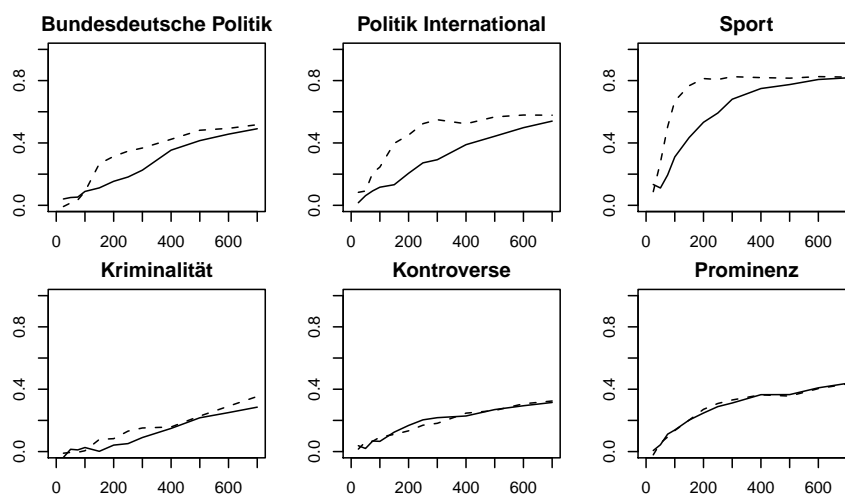 Bundesdeutsche Politik
Politik International
Sport
0.0 0.4 0.8
0.0 0.4 0.8
0.0 0.4 0.8
0 200 400 600
0 200 400 600
0 200 400 600
Kriminalität
Kontroverse
Prominenz
0.0 0.4 0.8
0.0 0.4 0.8
0.0 0.4 0.8
0 200 400 600
0 200 400 600
0 200 400 600